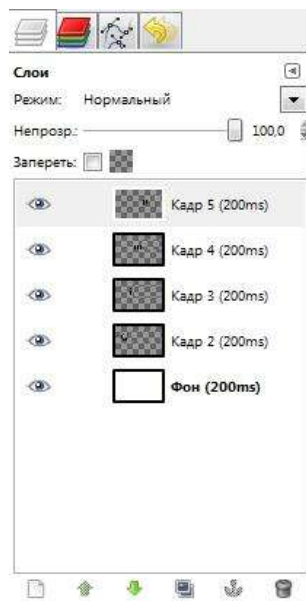 Слои
Режим: Нормальный
Непрозр.: 100,0
Запереть:
Кадр 5 (200ms)
Кадр 4 (200ms)
Кадр 3 (200ms)
Кадр 2 (200ms)
Фон (200ms)